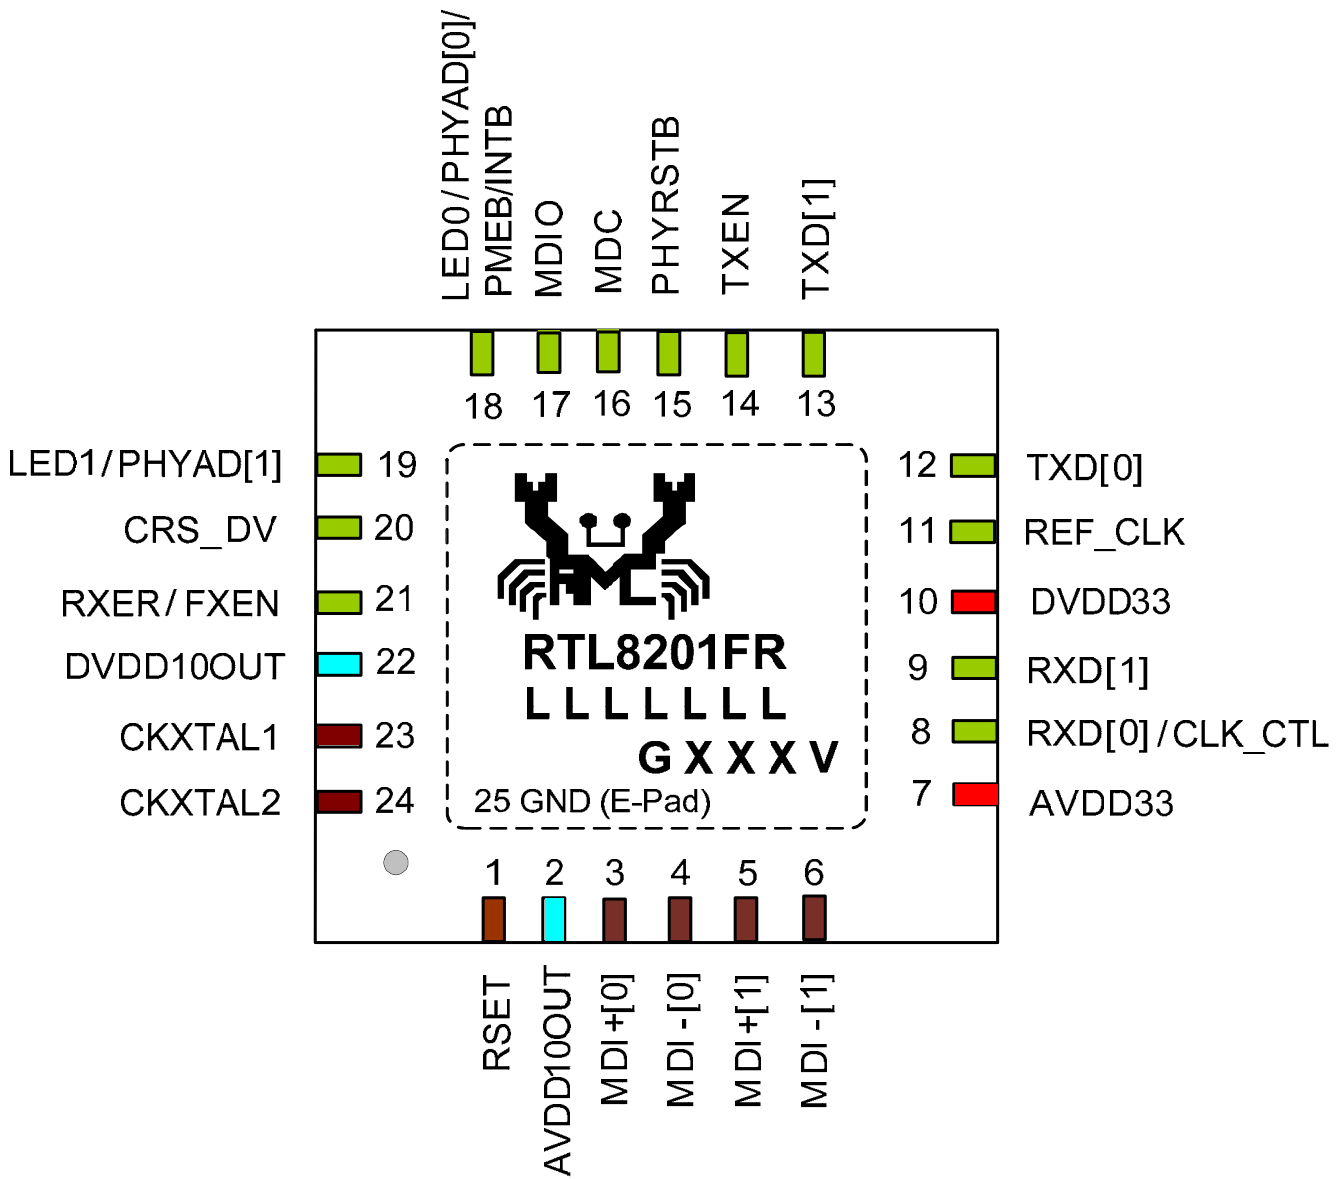 LED0/PHYAD[0]/
PMEB/INTB
MDIO
MDC
PHYRSTB
TXEN
TXD[1]
18 17 16 15 14 13
LED1/PHYAD[1] 19
CRS_DV 20
RXER/FXEN 21
DVDD10OUT 22
CKXTAL1 23
CKXTAL2 24
RTL8201FR
LLLLLLL
GXXXV
25 GND (E-Pad)
12 TXD[0]
11 REF_CLK
10 DVDD33
9 RXD[1]
8 RXD[0]/CLK_CTL
7 AVDD33
1 2 3 4 5 6
RSET
AVDD10OUT
MDI+[0]
MDI-[0]
MDI+[1]
MDI-[1]